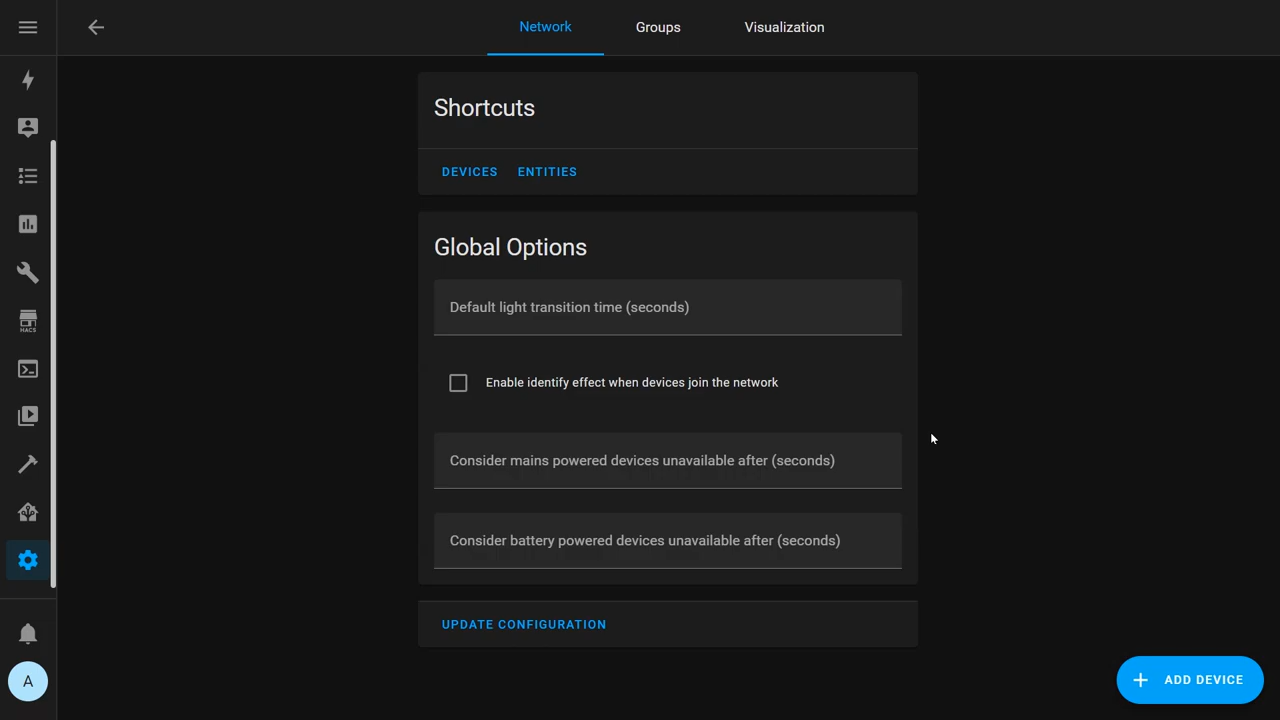 Network
Groups
Visualization
Shortcuts
DEVICES
ENTITIES
Global Options
Default light transition time (seconds)
Enable identify effect when devices join the network
Consider mains powered devices unavailable after (seconds)
Consider battery powered devices unavailable after (seconds)
UPDATE CONFIGURATION
HACS
A
ADD DEVICE